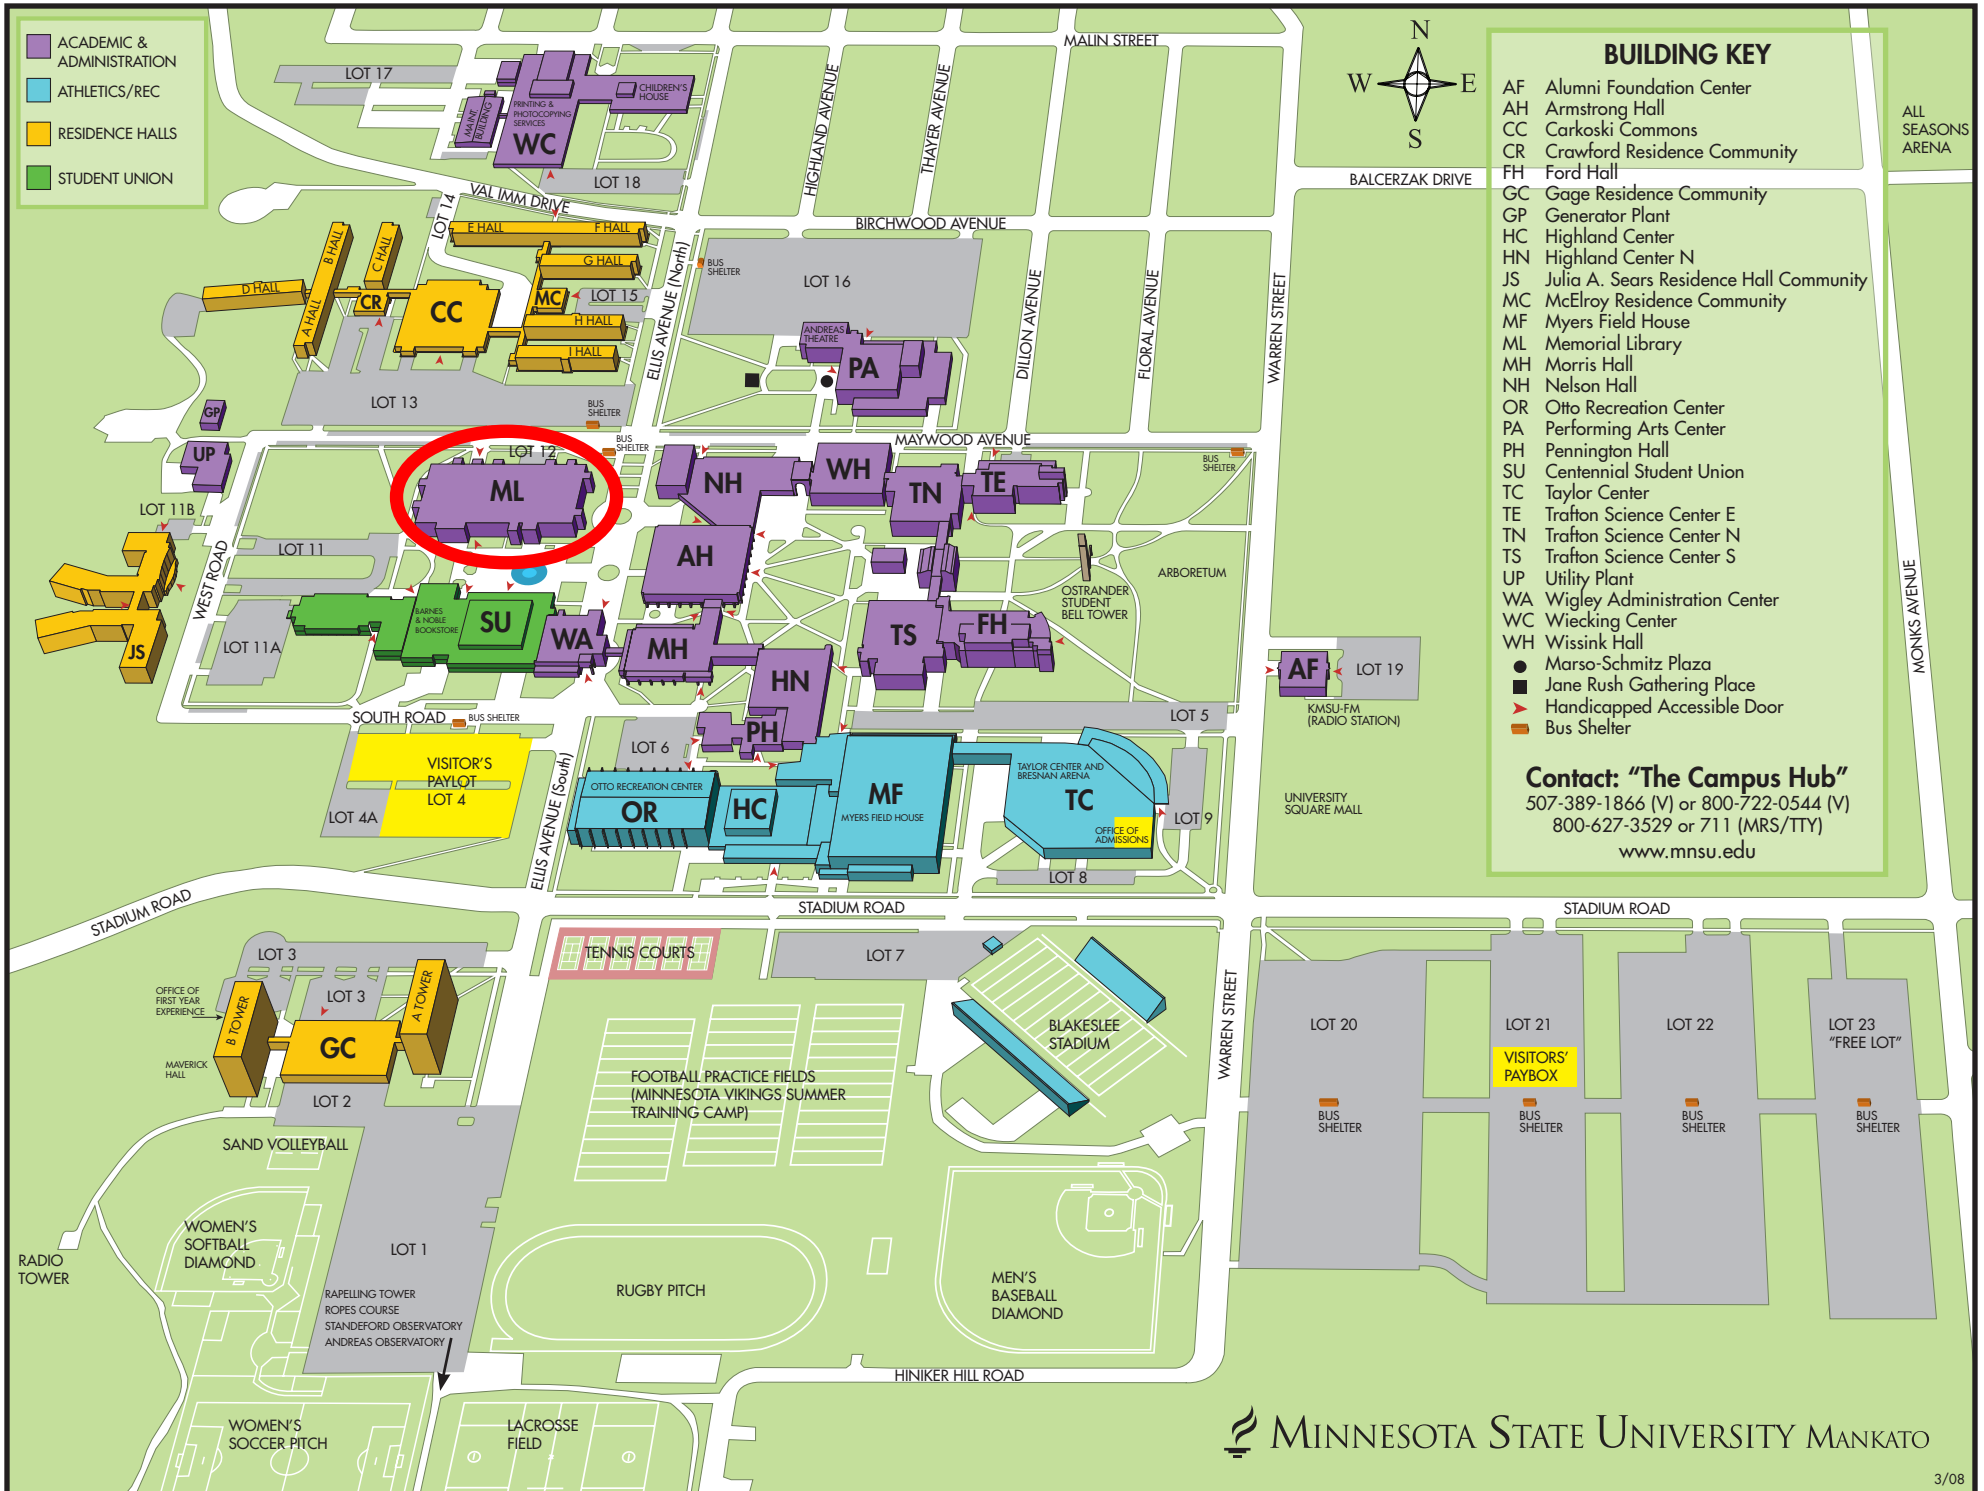 ACADEMIC &
ADMINISTRATION
ATHLETICS/REC
RESIDENCE HALLS
STUDENT UNION
MALIN STREET
LOT 17
CHILDREN'S
HOUSE
MAINT
BUILDING
PRINTING &
PHOTOCOPYING
SERVICES
WC
LOT 18
HIGHLAND AVENUE
THAYER AVENUE
N
W
E
S
BALCERZAK DRIVE
ALL
SEASONS
ARENA
VAL IMM DRIVE
LOT 14
BIRCHWOOD AVENUE
E HALL
F HALL
G HALL
B HALL
C HALL
D HALL
A HALL
CR
CC
MC
LOT 15
H HALL
I HALL
BUS
SHELTER
ELLIS AVENUE (North)
LOT 16
ANDREAS
THEATRE
PA
DILLON AVENUE
FLORAL AVENUE
WARREN STREET
LOT 13
BUS
SHELTER
GP
UP
LOT 12
BUS
SHELTER
MAYWOOD AVENUE
BUS
SHELTER
ML
NH
WH
TN
TE
LOT 11B
LOT 11
WEST ROAD
AH
ARBORETUM
OSTRANDER
STUDENT
BELL TOWER
MONKS AVENUE
JS
LOT 11A
BARNES
& NOBLE
BOOKSTORE
SU
WA
MH
TS
FH
HN
AF
LOT 19
KMSU-FM
(RADIO STATION)
SOUTH ROAD
BUS SHELTER
LOT 5
PH
LOT 6
VISITOR'S
PAYLOT
LOT 4
LOT 4A
ELLIS AVENUE (South)
OTTO RECREATION CENTER
OR
HC
MF
MYERS FIELD HOUSE
TAYLOR CENTER AND
BRESNAN ARENA
TC
OFFICE OF
ADMISSIONS
LOT 9
UNIVERSITY
SQUARE MALL
LOT 8
BUILDING KEY
AF Alumni Foundation Center
AH Armstrong Hall
CC Carkoski Commons
CR Crawford Residence Community
FH Ford Hall
GC Gage Residence Community
GP Generator Plant
HC Highland Center
HN Highland Center N
JS Julia A. Sears Residence Hall Community
MC McElroy Residence Community
MF Myers Field House
ML Memorial Library
MH Morris Hall
NH Nelson Hall
OR Otto Recreation Center
PA Performing Arts Center
PH Pennington Hall
SU Centennial Student Union
TC Taylor Center
TE Trafton Science Center E
TN Trafton Science Center N
TS Trafton Science Center S
UP Utility Plant
WA Wigley Administration Center
WC Wiecking Center
WH Wissink Hall
Marso-Schmitz Plaza
Jane Rush Gathering Place
Handicapped Accessible Door
Bus Shelter
Contact: “The Campus Hub”
507-389-1866 (V) or 800-722-0544 (V)
800-627-3529 or 711 (MRS/TTY)
www.mnsu.edu
STADIUM ROAD
STADIUM ROAD
STADIUM ROAD
LOT 3
LOT 3
OFFICE OF
FIRST YEAR
EXPERIENCE
B TOWER
A TOWER
GC
MAVERICK
HALL
LOT 2
TENNIS COURTS
LOT 7
BLAKESLEE
STADIUM
WARREN STREET
FOOTBALL PRACTICE FIELDS
(MINNESOTA VIKINGS SUMMER
TRAINING CAMP)
LOT 20
LOT 21
VISITORS'
PAYBOX
LOT 22
LOT 23
"FREE LOT"
BUS
SHELTER
BUS
SHELTER
BUS
SHELTER
BUS
SHELTER
SAND VOLLEYBALL
WOMEN'S
SOFTBALL
DIAMOND
RADIO
TOWER
LOT 1
RAPELLING TOWER
ROPES COURSE
STANDEFORD OBSERVATORY
ANDREAS OBSERVATORY
RUGBY PITCH
MEN'S
BASEBALL
DIAMOND
HINIKER HILL ROAD
WOMEN'S
SOCCER PITCH
LACROSSE
FIELD
MINNESOTA STATE UNIVERSITY MANKATO
3/08